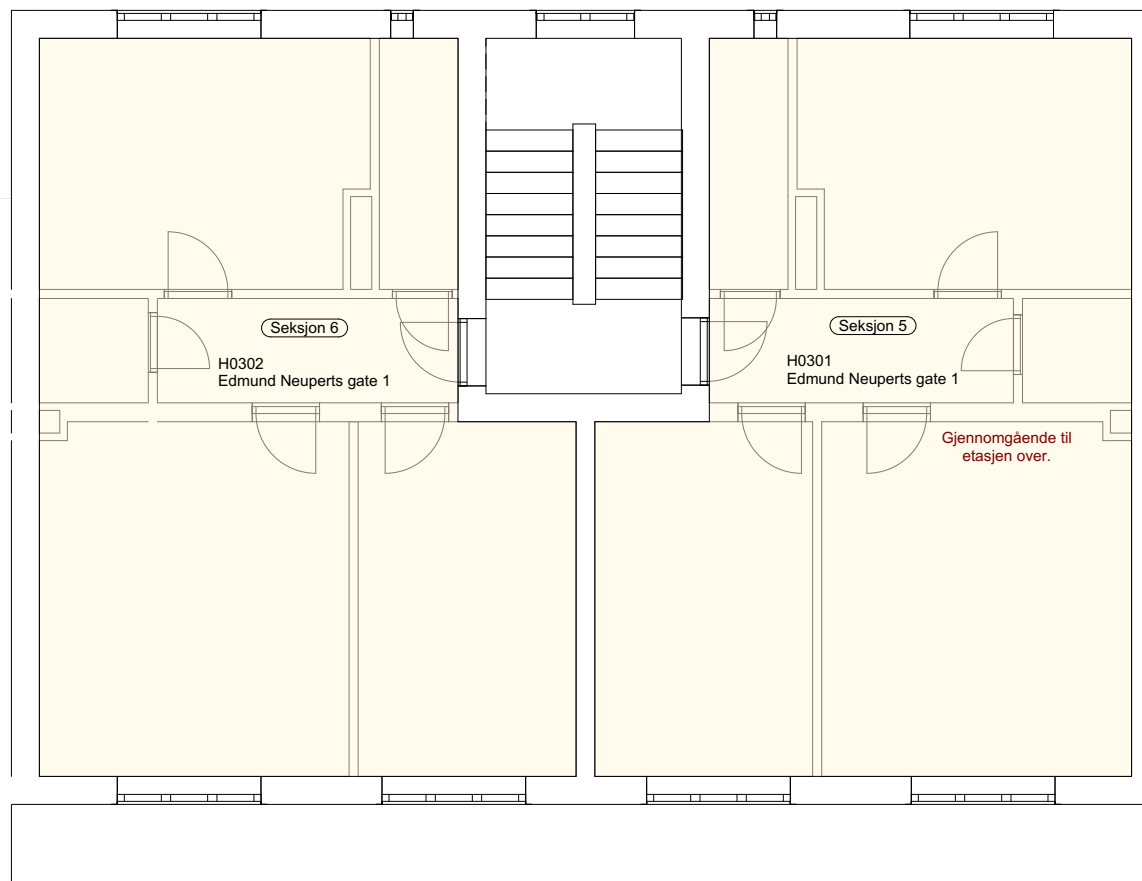 Seksjon 6
H0302
Edmund Neuperts gate 1
Seksjon 5
H0301
Edmund Neuperts gate 1
Gjennomgående til
etasjen over.